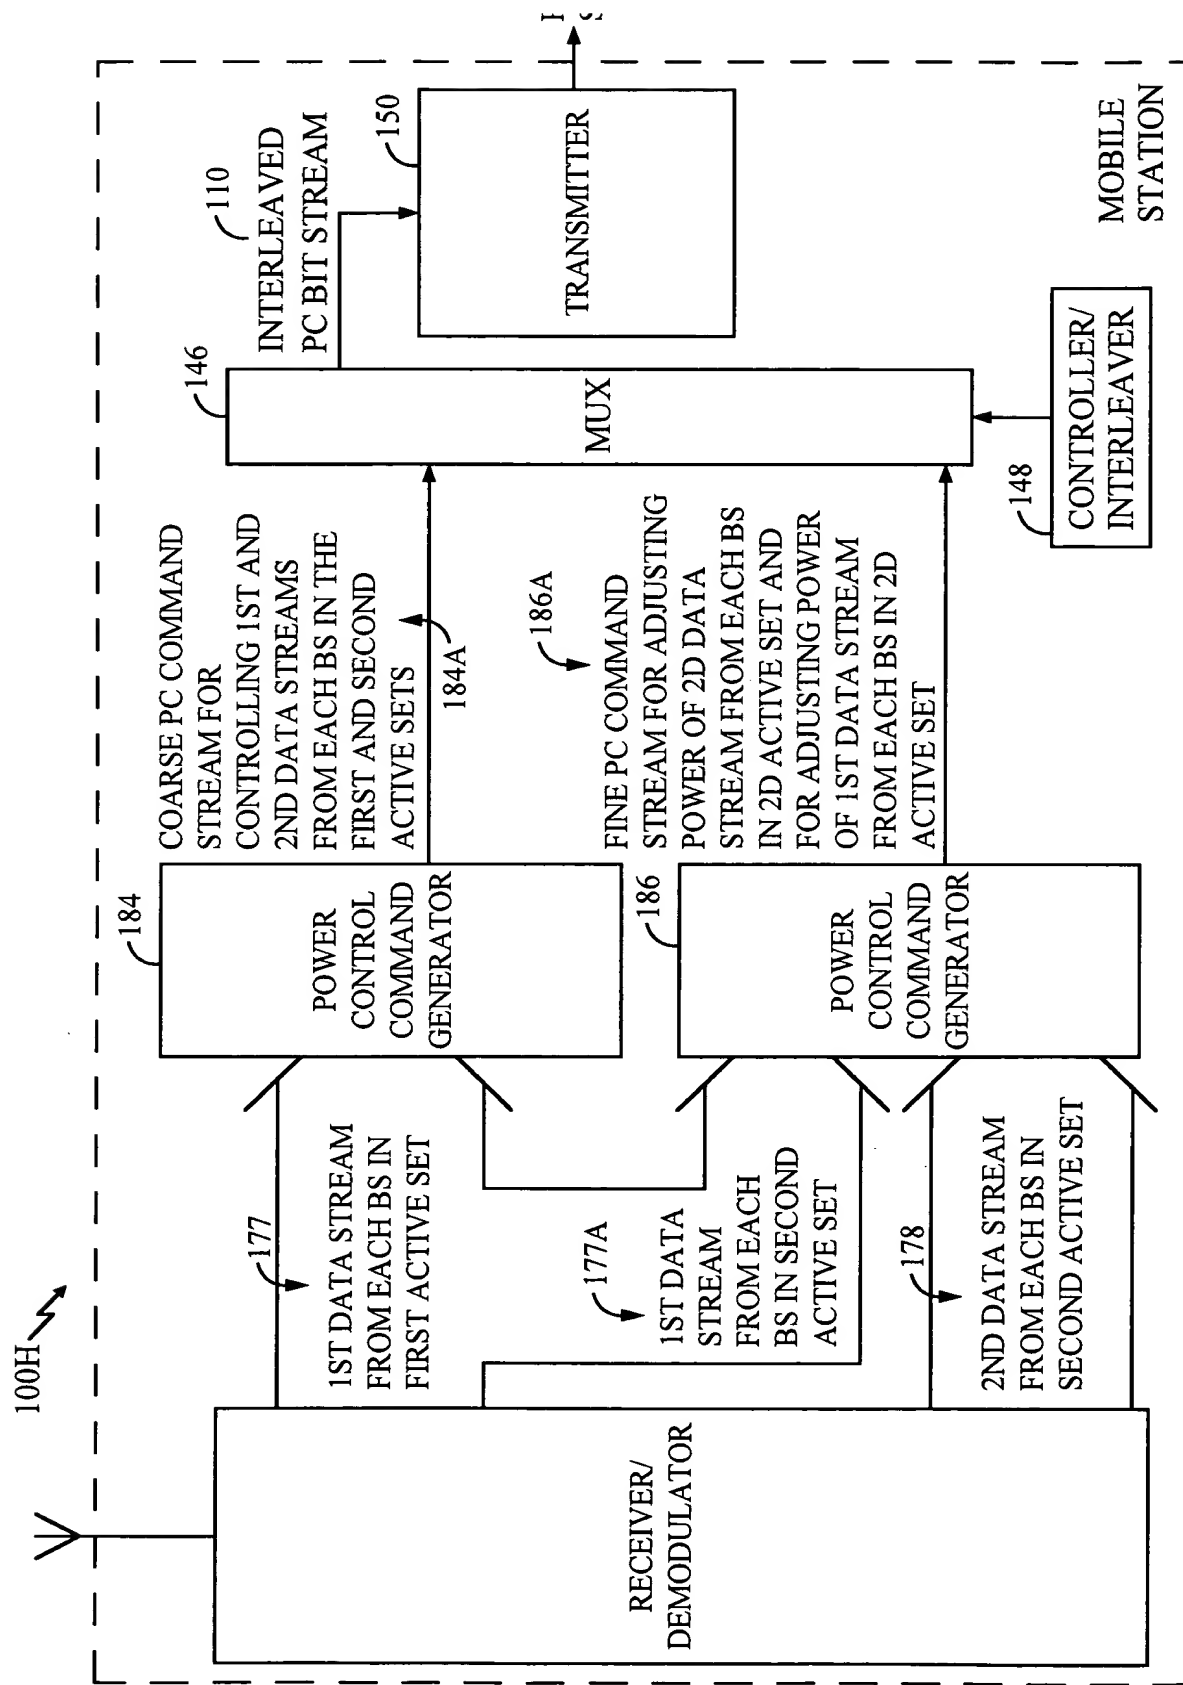 100H
RECEIVER/
DEMODULATOR
177
1ST DATA STREAM
FROM EACH BS IN
FIRST ACTIVE SET
177A
1ST DATA
STREAM
FROM EACH
BS IN SECOND
ACTIVE SET
178
2ND DATA STREAM
FROM EACH BS IN
SECOND ACTIVE SET
184
POWER
CONTROL
COMMAND
GENERATOR
186
POWER
CONTROL
COMMAND
GENERATOR
COARSE PC COMMAND
STREAM FOR
CONTROLLING 1ST AND
2ND DATA STREAMS
FROM EACH BS IN THE
FIRST AND SECOND
ACTIVE SETS
184A
186A
FINE PC COMMAND
STREAM FOR ADJUSTING
POWER OF 2D DATA
STREAM FROM EACH BS
IN 2D ACTIVE SET AND
FOR ADJUSTING POWER
OF 1ST DATA STREAM
FROM EACH BS IN 2D
ACTIVE SET
146
MUX
148
CONTROLLER/
INTERLEAVER
110
INTERLEAVED
PC BIT STREAM
150
TRANSMITTER
MOBILE
STATION